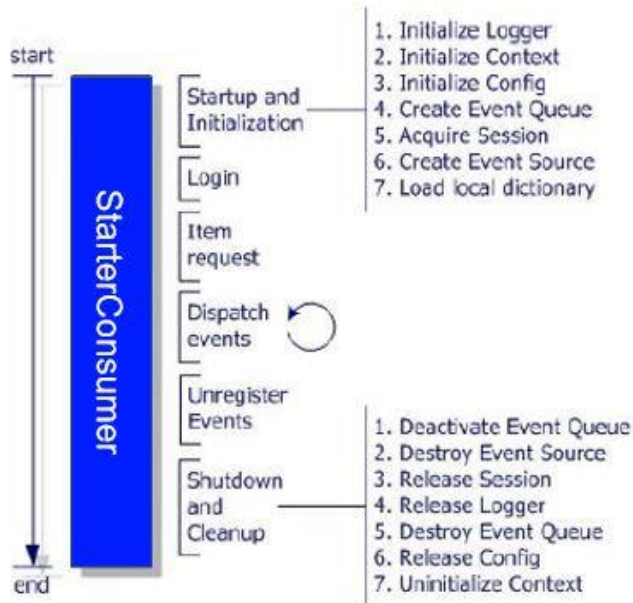 start
end
StarterConsumer
Startup and
Initialization
Login
Item
request
Dispatch
events
Unregister
Events
Shutdown
and
Cleanup
1. Initialize Logger
2. Initialize Context
3. Initialize Config
4. Create Event Queue
5. Acquire Session
6. Create Event Source
7. Load local dictionary
1. Deactivate Event Queue
2. Destroy Event Source
3. Release Session
4. Release Logger
5. Destroy Event Queue
6. Release Config
7. Uninitialize Context